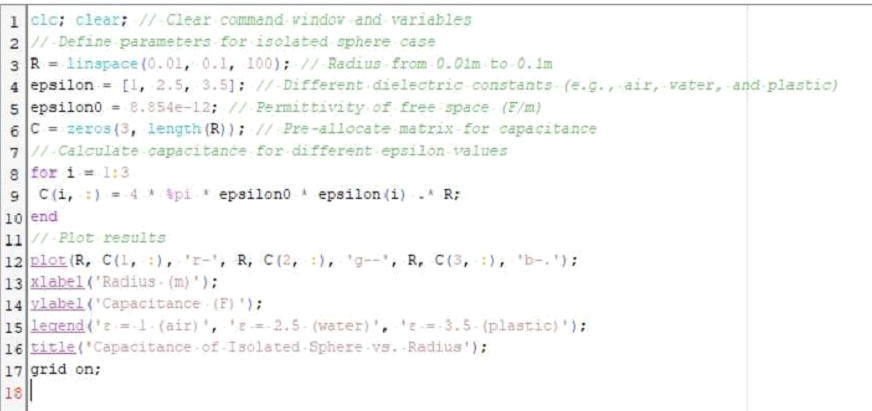 1 clc; clear; // Clear command window and variables
2 // Define parameters for isolated sphere case
3 R = linspace(0.01, 0.1, 100); // Radius from 0.01m to 0.1m
4 epsilon = [1, 2.5, 3.5]; // Different dielectric constants (e.g., air, water, and plastic)
5 epsilon0 = 8.854e-12; // Permittivity of free space (F/m)
6 C = zeros(3, length(R)); // Pre-allocate matrix for capacitance
7 // Calculate capacitance for different epsilon values
8 for i = 1:3
9 C(i, :) = 4 * %pi * epsilon0 * epsilon(i) .* R;
10 end
11 // Plot results
12 plot(R, C(1, :), 'r-', R, C(2, :), 'g--', R, C(3, :), 'b-.');
13 xlabel('Radius (m)');
14 ylabel('Capacitance (F)');
15 legend('ε = 1 (air)', 'ε = 2.5 (water)', 'ε = 3.5 (plastic)');
16 title('Capacitance of Isolated Sphere vs. Radius');
17 grid on;
18